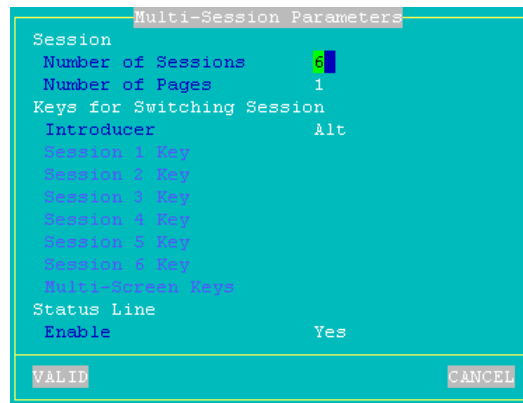 Multi-Session Parameters
Session
Number of Sessions 6
Number of Pages 1
Keys for Switching Session
Introducer Alt
Session 1 Key
Session 2 Key
Session 3 Key
Session 4 Key
Session 5 Key
Session 6 Key
Multi-Screen Keys
Status Line
Enable Yes
VALID CANCEL